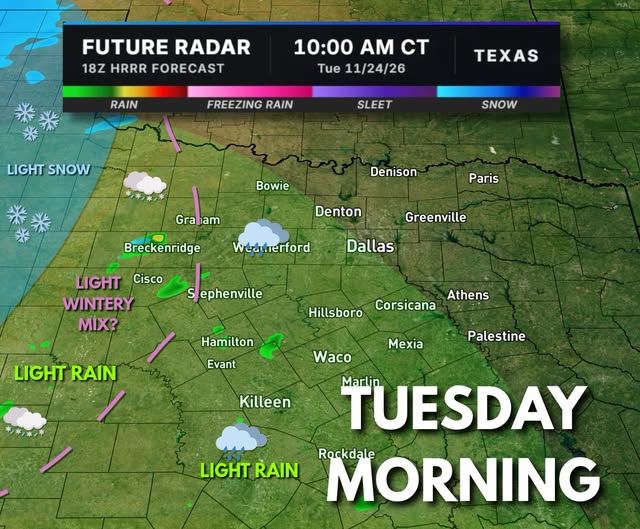 FUTURE RADAR
18Z HRRR FORECAST
10:00 AM CT
Tue 11/24/26
TEXAS
RAIN
FREEZING RAIN
SLEET
SNOW
LIGHT SNOW
Bowie
Denison
Paris
Graham
Denton
Greenville
Breckenridge
Weatherford
Dallas
Cisco
Stephenville
LIGHT
WINTERY
MIX?
Athens
Hillsboro
Corsicana
Hamilton
Mexia
Palestine
Evant
Waco
LIGHT RAIN
Marlin
Killeen
TUESDAY
MORNING
Rockdale
LIGHT RAIN